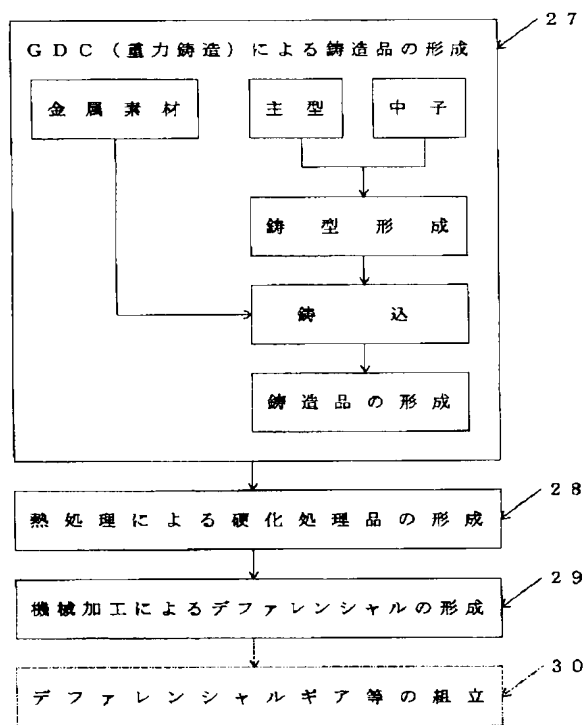 27
GDC(重力鋳造)による鋳造品の形成
金属素材
主型
中子
鋳型形成
鋳込
鋳造品の形成
28
熱処理による硬化処理品の形成
29
機械加工によるデファレンシャルの形成
30
デファレンシャルギア等の組立